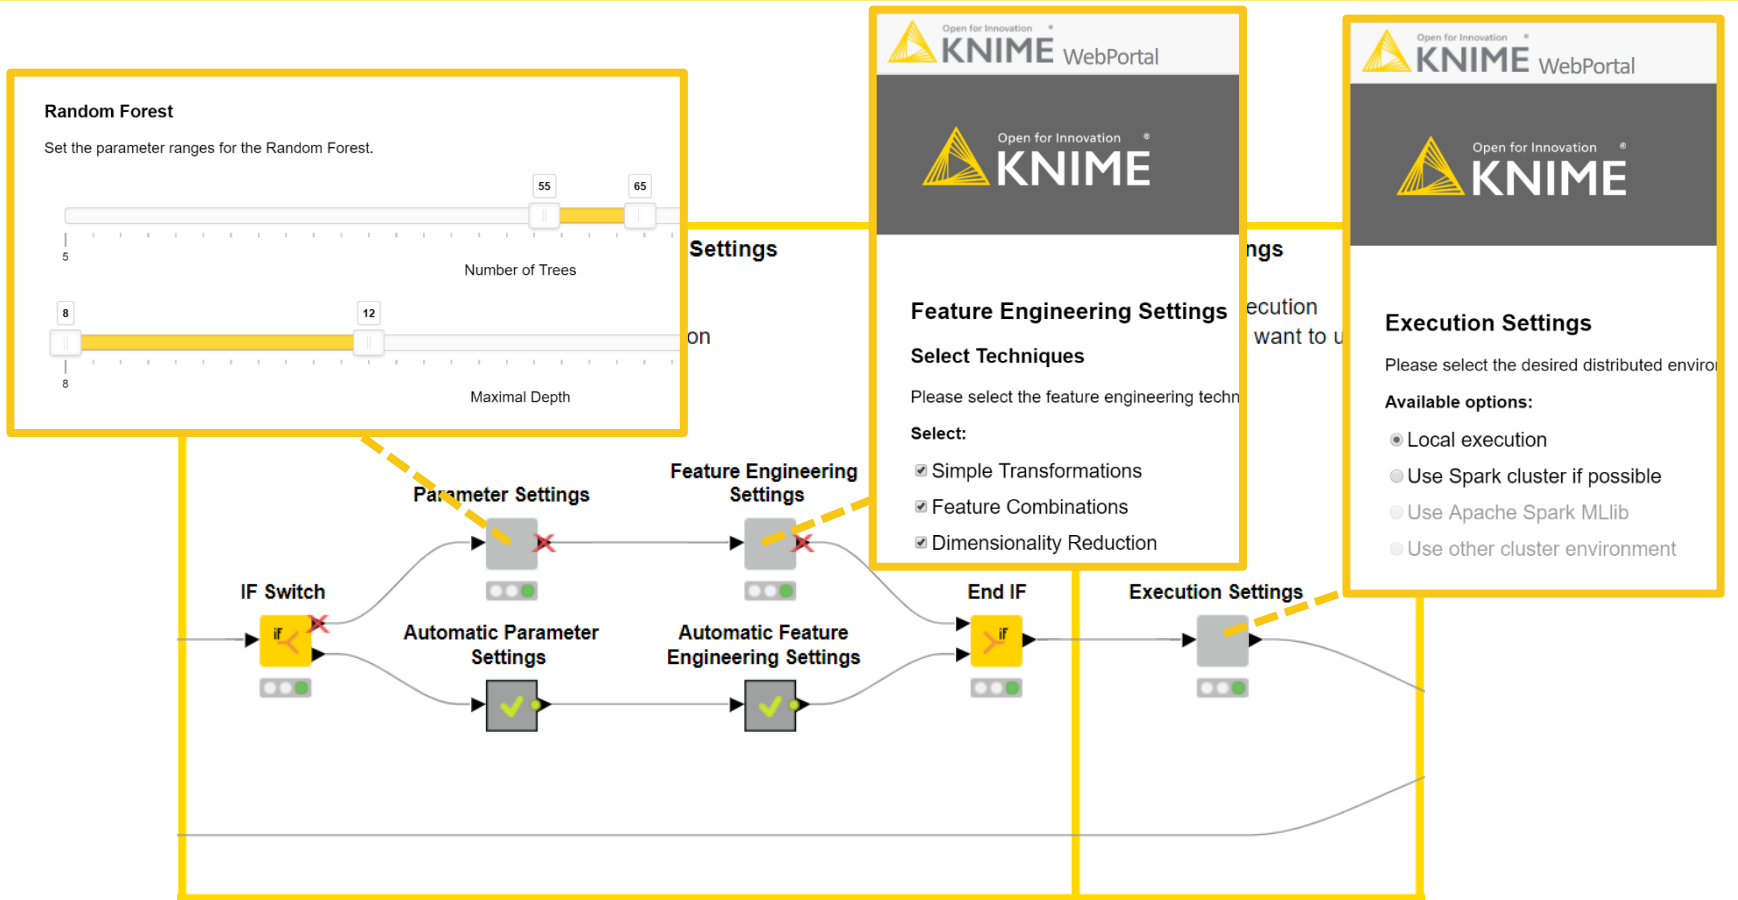 Random Forest
Set the parameter ranges for the Random Forest.
55
65
5
Number of Trees
8
12
8
Maximal Depth
Settings
on
Open for Innovation
KNIME WebPortal
Open for Innovation ®
KNIME
Feature Engineering Settings
Select Techniques
Please select the feature engineering techn
Select:
Simple Transformations
Feature Combinations
Dimensionality Reduction
ngs
ecution
want to u
Open for Innovation
KNIME WebPortal
Open for Innovation ®
KNIME
Execution Settings
Please select the desired distributed enviro
Available options:
Local execution
Use Spark cluster if possible
Use Apache Spark MLlib
Use other cluster environment
Parameter Settings
Feature Engineering
Settings
IF Switch
if
Automatic Parameter
Settings
Automatic Feature
Engineering Settings
End IF
if
Execution Settings